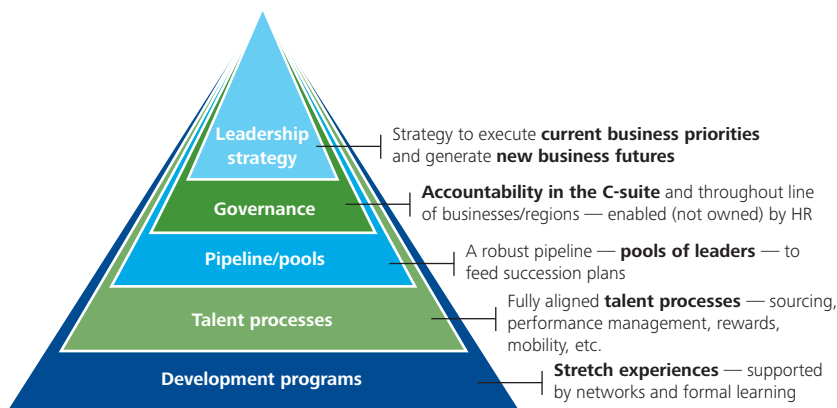 Leadership
strategy
Strategy to execute current business priorities
and generate new business futures
Governance
Accountability in the C-suite and throughout line
of businesses/regions — enabled (not owned) by HR
Pipeline/pools
A robust pipeline — pools of leaders — to
feed succession plans
Talent processes
Fully aligned talent processes — sourcing,
performance management, rewards,
mobility, etc.
Development programs
Stretch experiences — supported
by networks and formal learning